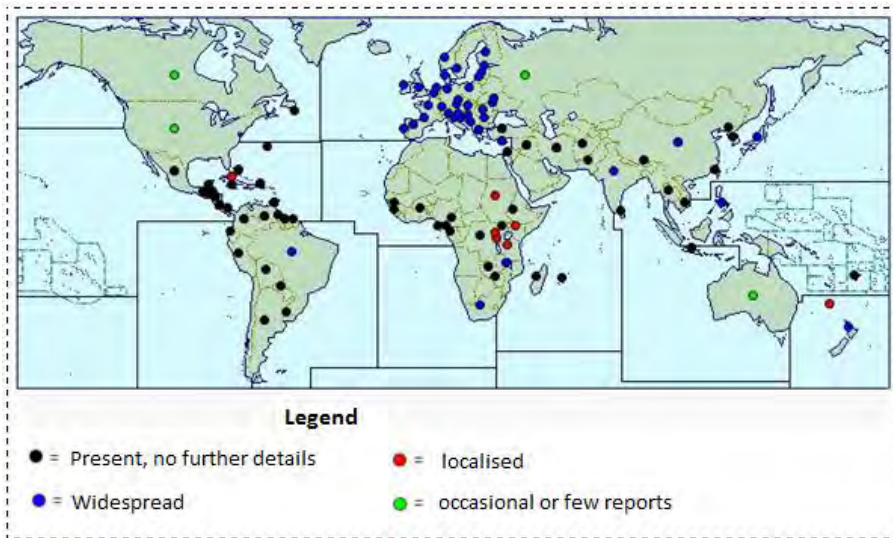 Legend
= Present, no further details
= localised
= Widespread
= occasional or few reports